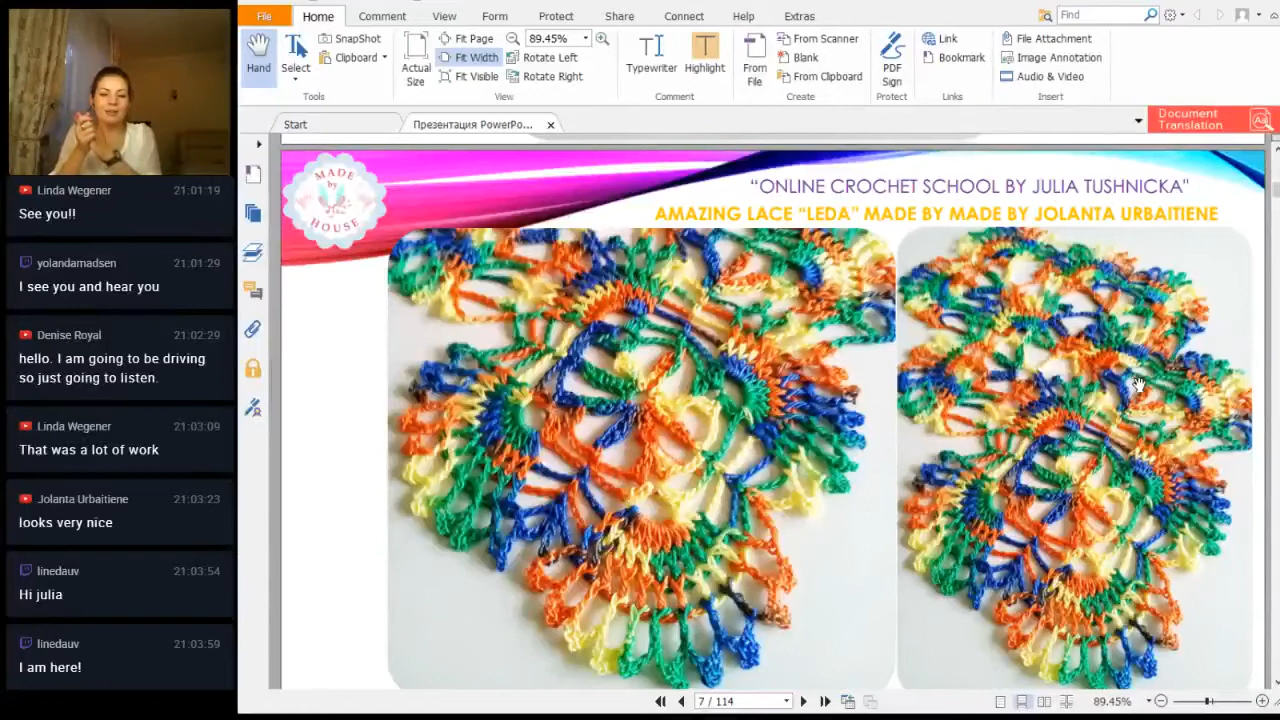 File
Home
Comment
View
Form
Protect
Share
Connect
Help
Extras
Find
Hand
Select
SnapShot
Clipboard
Tools
Actual
Size
Fit Page
Fit Width
Fit Visible
89.45%
Rotate Left
Rotate Right
View
Typewriter
Highlight
Comment
From
File
From Scanner
Blank
From Clipboard
Create
PDF
Sign
Protect
Link
Bookmark
Links
File Attachment
Image Annotation
Audio & Video
Insert
Start
Презентация PowerPo...
Document
Translation
Linda Wegener 21:01:19
See you!!
yolandamadsen 21:01:29
I see you and hear you
Denise Royal 21:02:29
hello. I am going to be driving
so just going to listen.
Linda Wegener 21:03:09
That was a lot of work
Jolanta Urbaitiene 21:03:23
looks very nice
linedauv 21:03:54
Hi julia
linedauv 21:03:59
I am here!
MADE
by
HOUSE
"ONLINE CROCHET SCHOOL BY JULIA TUSHNICKA"
AMAZING LACE "LEDA" MADE BY MADE BY JOLANTA URBAITIENE
7 / 114
89.45%